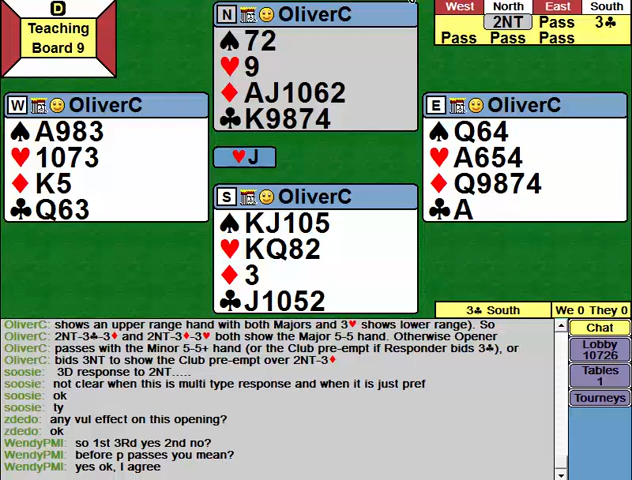 D
Teaching
Board 9
N OliverC
♠72
♥9
♦AJ1062
♣K9874
West North East South
2NT Pass 3♣
Pass Pass Pass
W OliverC
♠A983
♥1073
♦K5
♣Q63
♥J
E OliverC
♠Q64
♥A654
♦Q9874
♣A
S OliverC
♠KJ105
♥KQ82
♦3
♣J1052
3♣ South We 0 They 0
OliverC: shows an upper range hand with both Majors and 3♥ shows lower range). So
OliverC: 2NT-3♣-3♦ and 2NT-3♦-3♥ both show the Major 5-5 hand. Otherwise Opener
OliverC: passes with the Minor 5-5+ hand (or the Club pre-empt if Responder bids 3♣), or
OliverC: bids 3NT to show the Club pre-empt over 2NT-3♦
soosie: 3D response to 2NT.....
soosie: not clear when this is multi type response and when it is just pref
soosie: ok
soosie: ty
zdedo: any vul effect on this opening?
zdedo: ok
WendyPMI: so 1st 3Rd yes 2nd no?
WendyPMI: before p passes you mean?
WendyPMI: yes ok, I agree
Chat
Lobby
10726
Tables
1
Tourneys